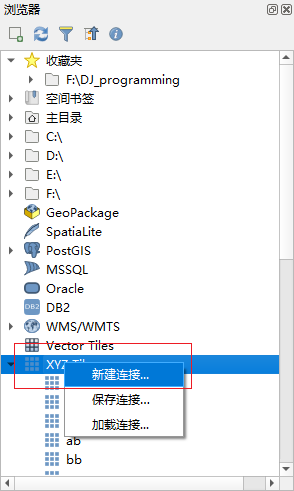 浏览器
收藏夹
F:\DJ_programming
空间书签
主目录
C:\
D:\
E:\
F:\
GeoPackage
SpatiaLite
PostGIS
MSSQL
Oracle
DB2
DB2
WMS/WMTS
Vector Tiles
XYZ
新建连接...
保存连接...
加载连接...
ab
bb